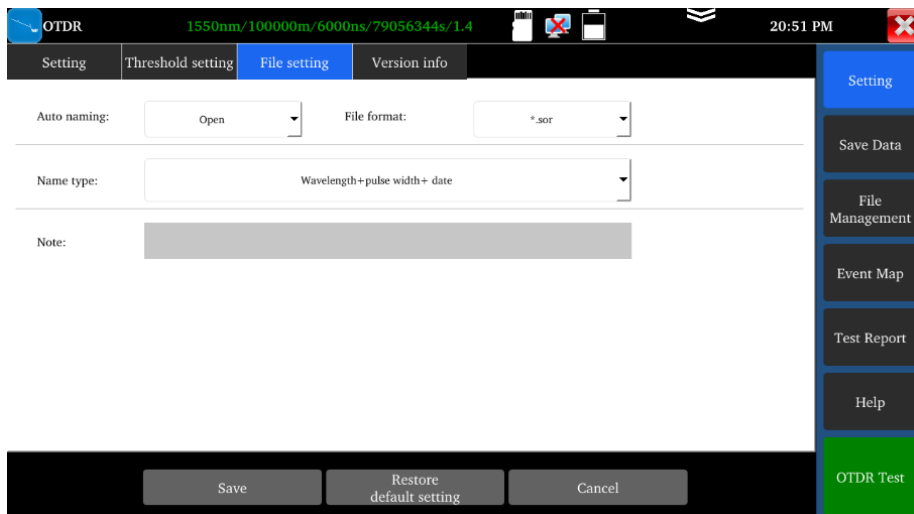 OTDR
1550nm/100000m/6000ns/79056344s/1.4
20:51 PM
Setting
Threshold setting
File setting
Version info
Auto naming:
Open
File format:
*.sor
Name type:
Wavelength+pulse width+ date
Note:
Save
Restore
default setting
Cancel
Setting
Save Data
File
Management
Event Map
Test Report
Help
OTDR Test